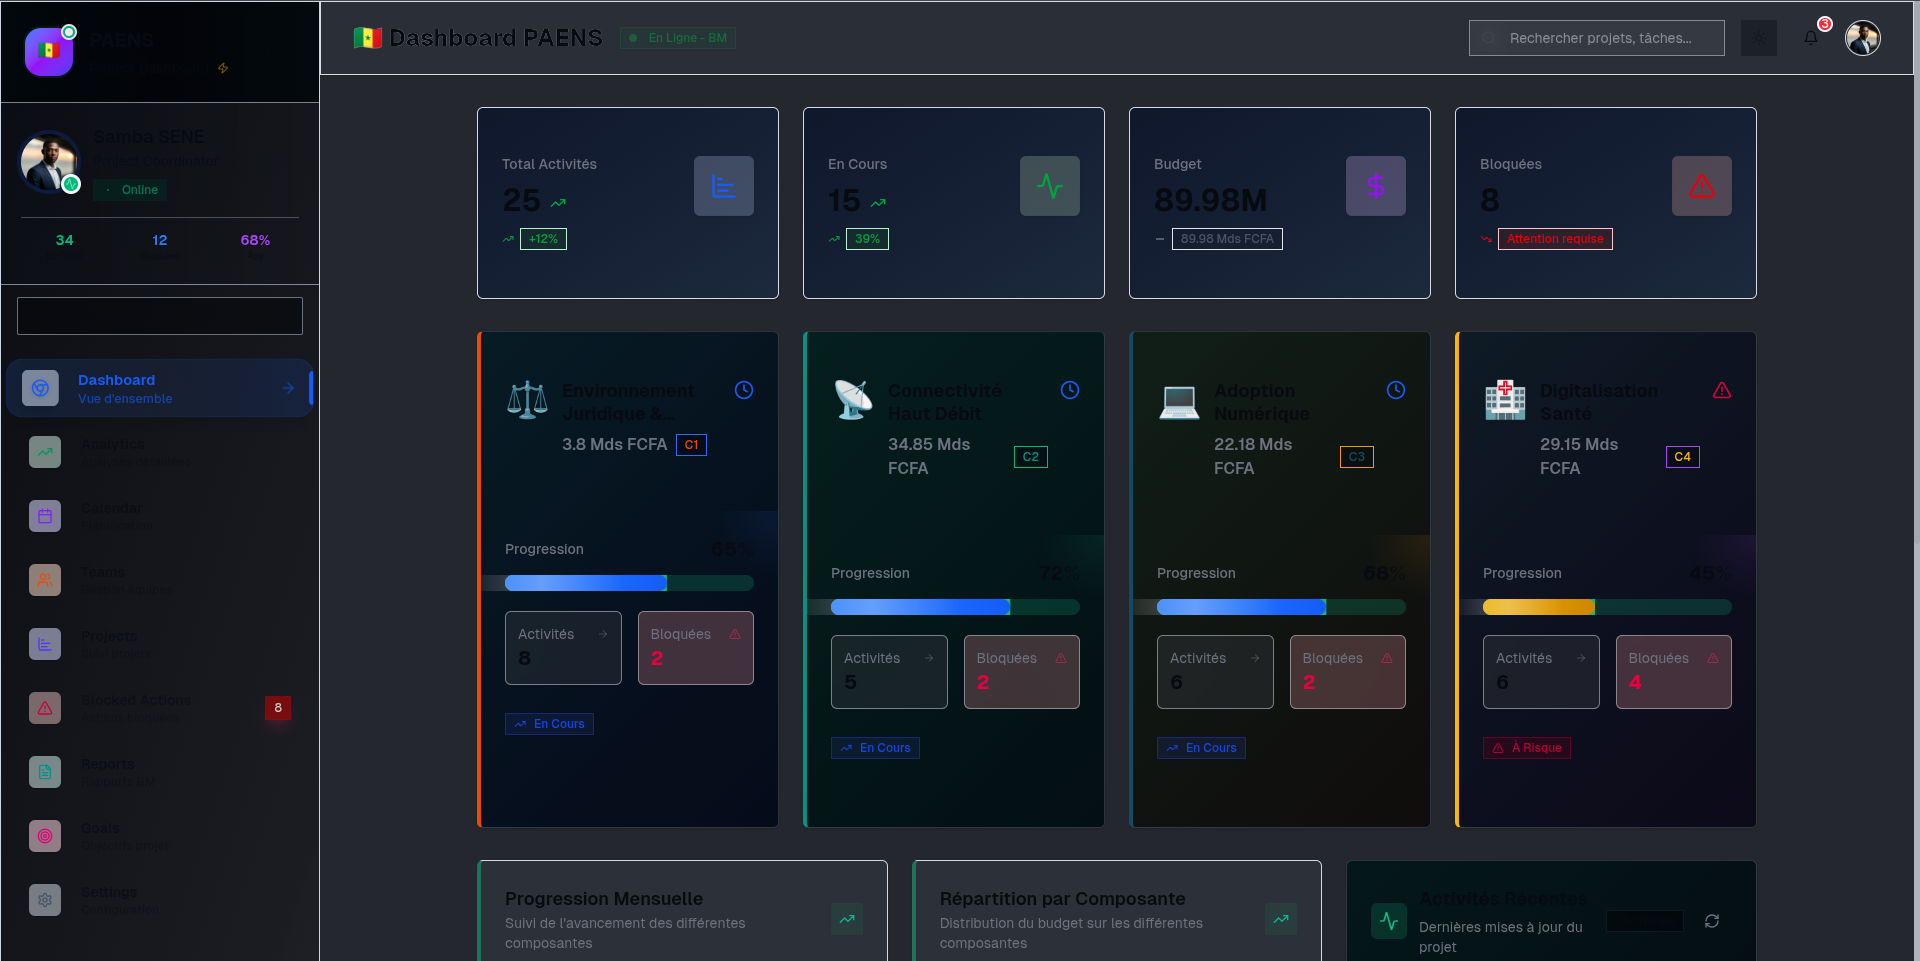 PAENS
Samba SENE
Project Coordinator
Online
34
12
68%
Dashboard
Vue d'ensemble
Analytics
Calendar
Planification
Teams
Projects
Blocked Actions
8
Reports
Rapports BM
Goals
Objectifs projet
Settings
Configuration
Dashboard PAENS
En Ligne - BM
Rechercher projets, tâches...
3
Total Activités
25
+12%
En Cours
15
39%
Budget
89.98M
89.98 Mds FCFA
Bloquées
8
Attention requise
Environnement
Juridique &...
3.8 Mds FCFA C1
Progression 65%
Activités
8
Bloquées
2
En Cours
Connectivité
Haut Débit
34.85 Mds
FCFA
C2
Progression 72%
Activités
5
Bloquées
2
En Cours
Adoption
Numérique
22.18 Mds
FCFA
C3
Progression 68%
Activités
6
Bloquées
2
En Cours
Digitalisation
Santé
29.15 Mds
FCFA
C4
Progression 45%
Activités
6
Bloquées
4
À Risque
Progression Mensuelle
Suivi de l'avancement des différentes
composantes
Répartition par Composante
Distribution du budget sur les différentes
composantes
Activités Récentes
Dernières mises à jour du
projet